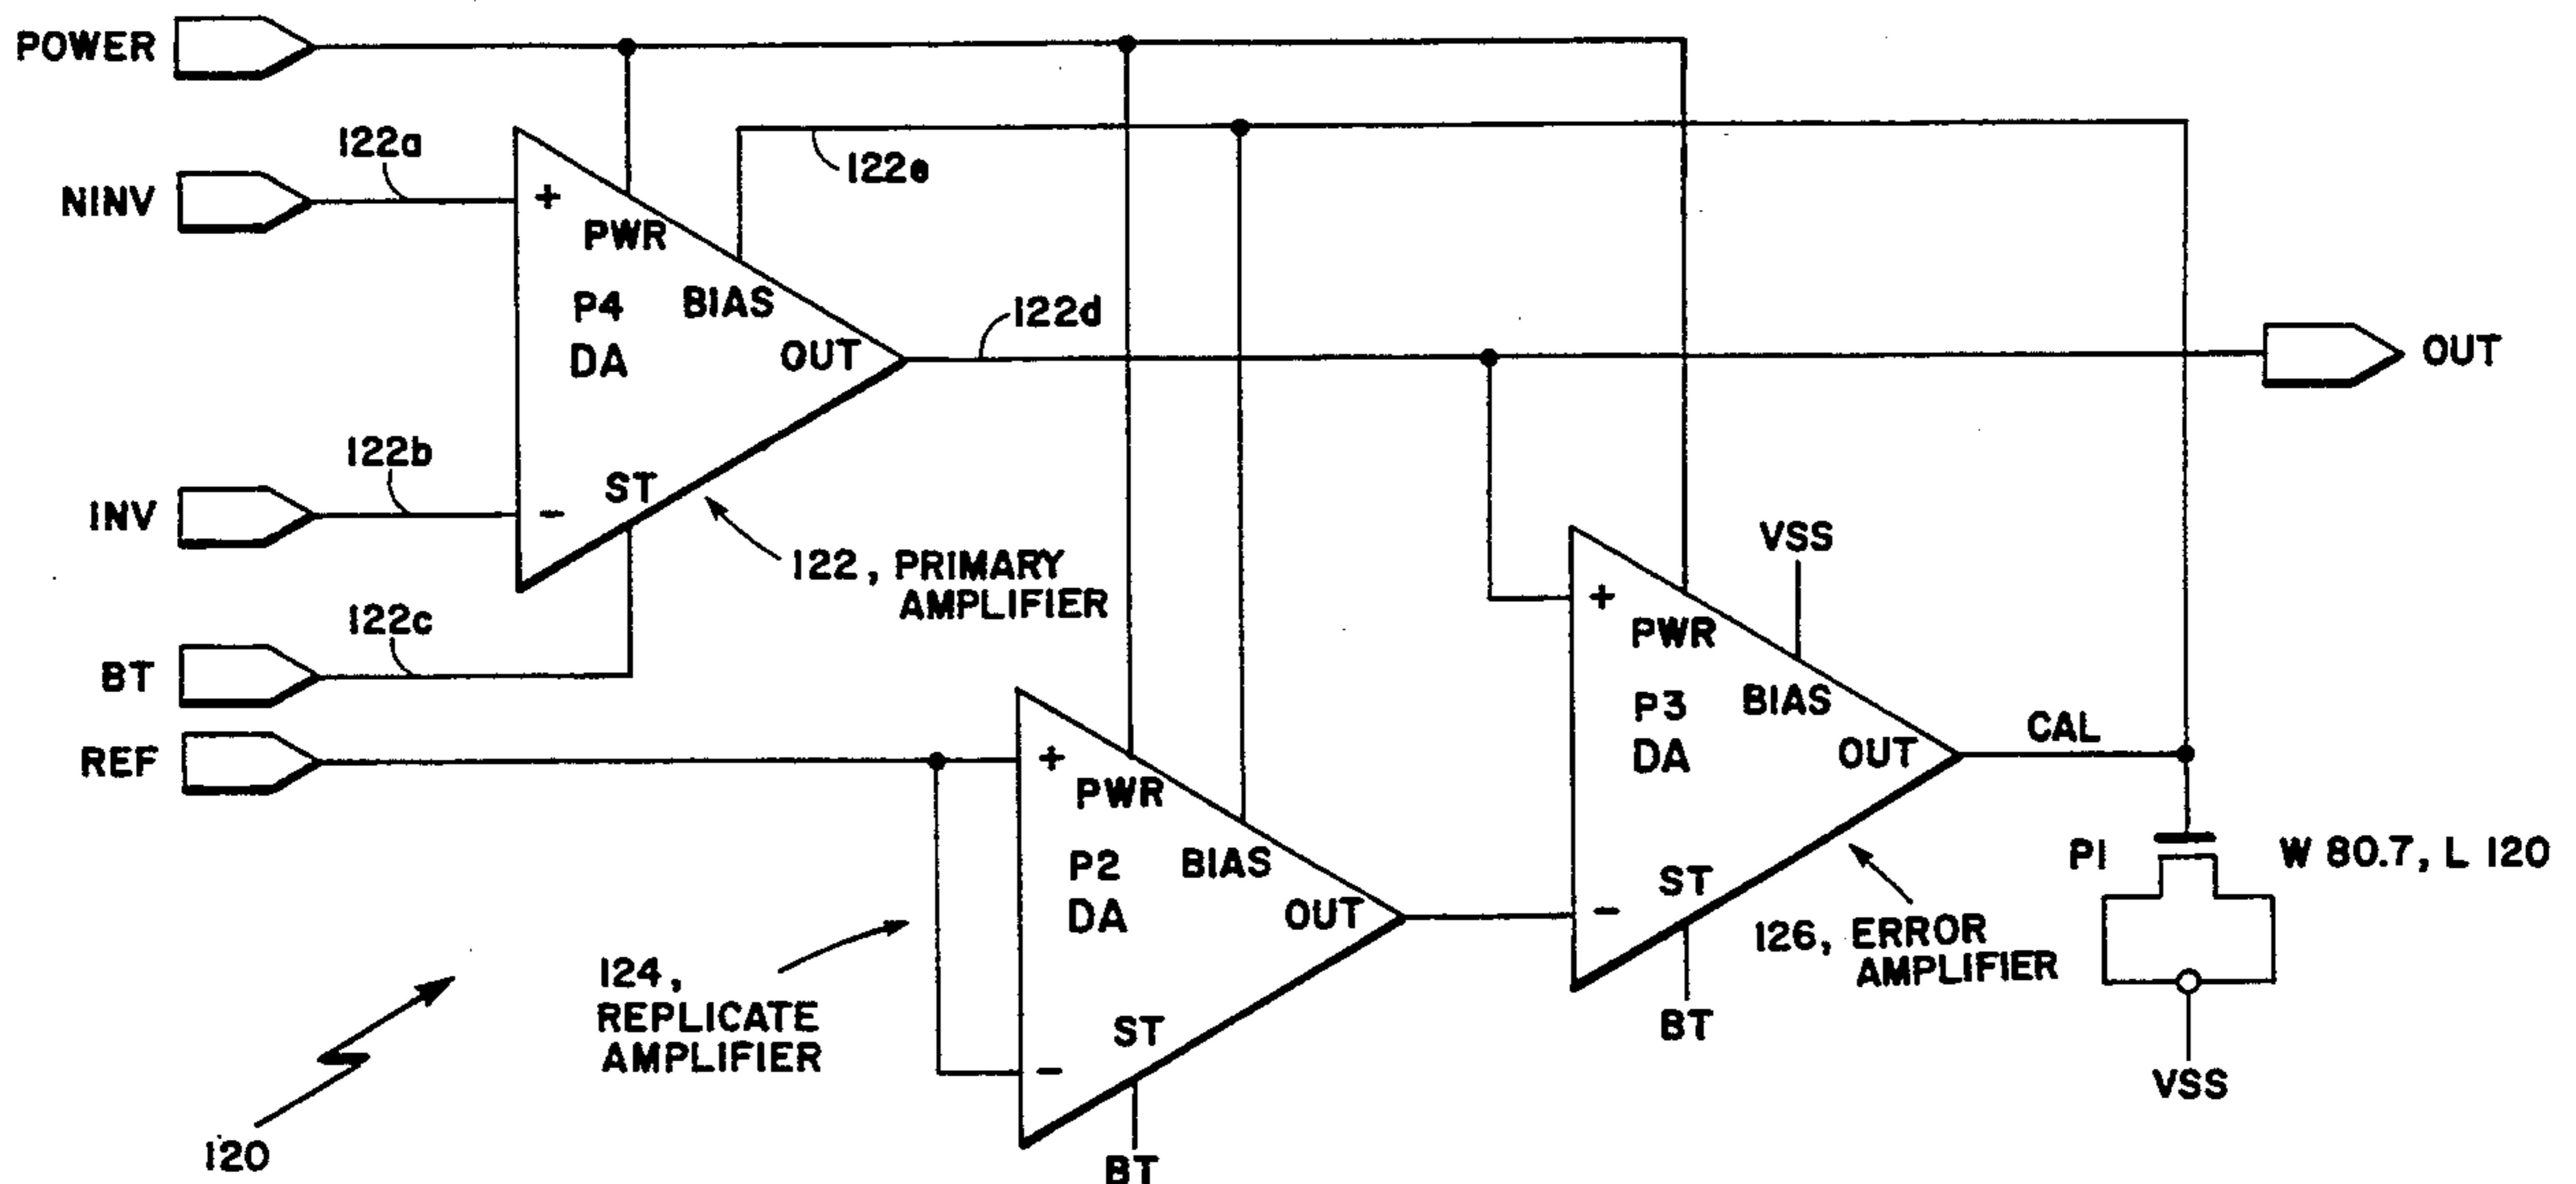 POWER
NINV
122a
+
PWR
122e
P4
BIAS
DA
OUT
122d
OUT
INV
122b
-
ST
122, PRIMARY
AMPLIFIER
BT
122c
REF
+
PWR
P2
BIAS
DA
OUT
-
ST
BT
124,
REPLICATE
AMPLIFIER
+
PWR
VSS
P3
BIAS
DA
OUT
CAL
-
ST
BT
126, ERROR
AMPLIFIER
P1
W 80.7, L 120
VSS
120